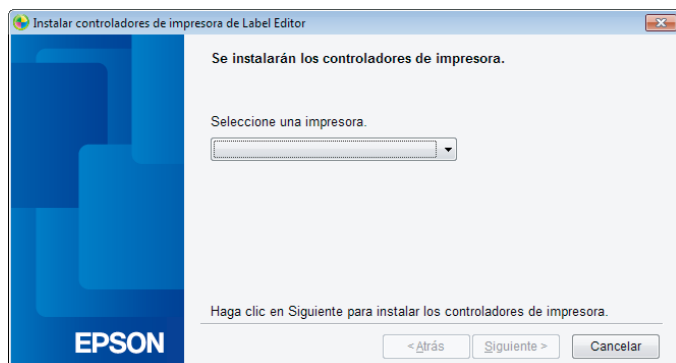 Instalar controladores de impresora de Label Editor
Se instalarán los controladores de impresora.
Seleccione una impresora.
Haga clic en Siguiente para instalar los controladores de impresora.
EPSON
< Atrás
Siguiente >
Cancelar